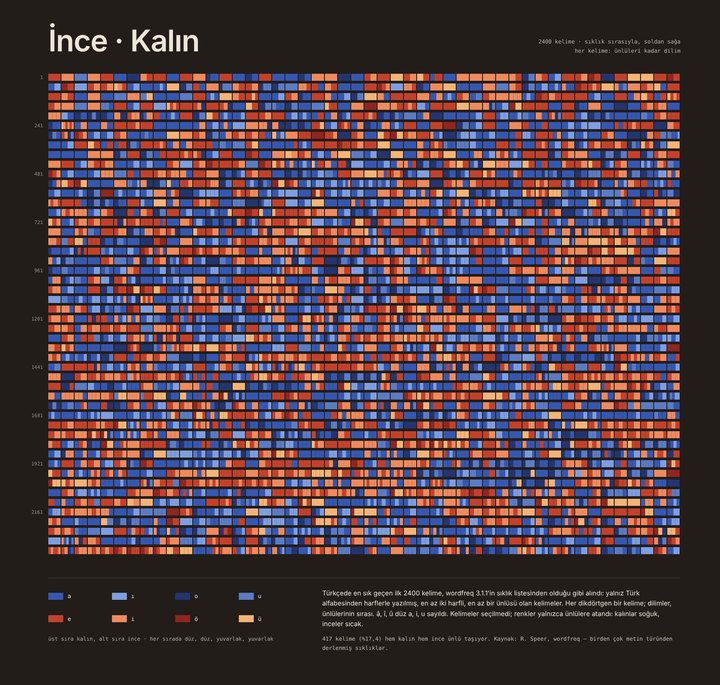 İnce · Kalın
2400 kelime · sıklık sırasıyla, soldan sağa
her kelime: ünlüleri kadar dilim
1
241
481
721
961
1201
1441
1681
1921
2161
a ı o u
e i ö ü
üst sıra kalın, alt sıra ince · her sırada düz, düz, yuvarlak, yuvarlak
Türkçede en sık geçen ilk 2400 kelime, wordfreq 3.1.1'in sıklık listesinden olduğu gibi alındı: yalnız Türk
alfabesinden harflerle yazılmış, en az iki harfli, en az bir ünlüsü olan kelimeler. Her dikdörtgen bir kelime; dilimler,
ünlülerinin sırası. â, î, û düz a, i, u sayıldı. Kelimeler seçilmedi; renkler yalnızca ünlülere atandı: kalınlar soğuk,
inceler sıcak.
417 kelime (%17,4) hem kalın hem ince ünlü taşıyor. Kaynak: R. Speer, wordfreq — birden çok metin türünden
derlenmiş sıklıklar.